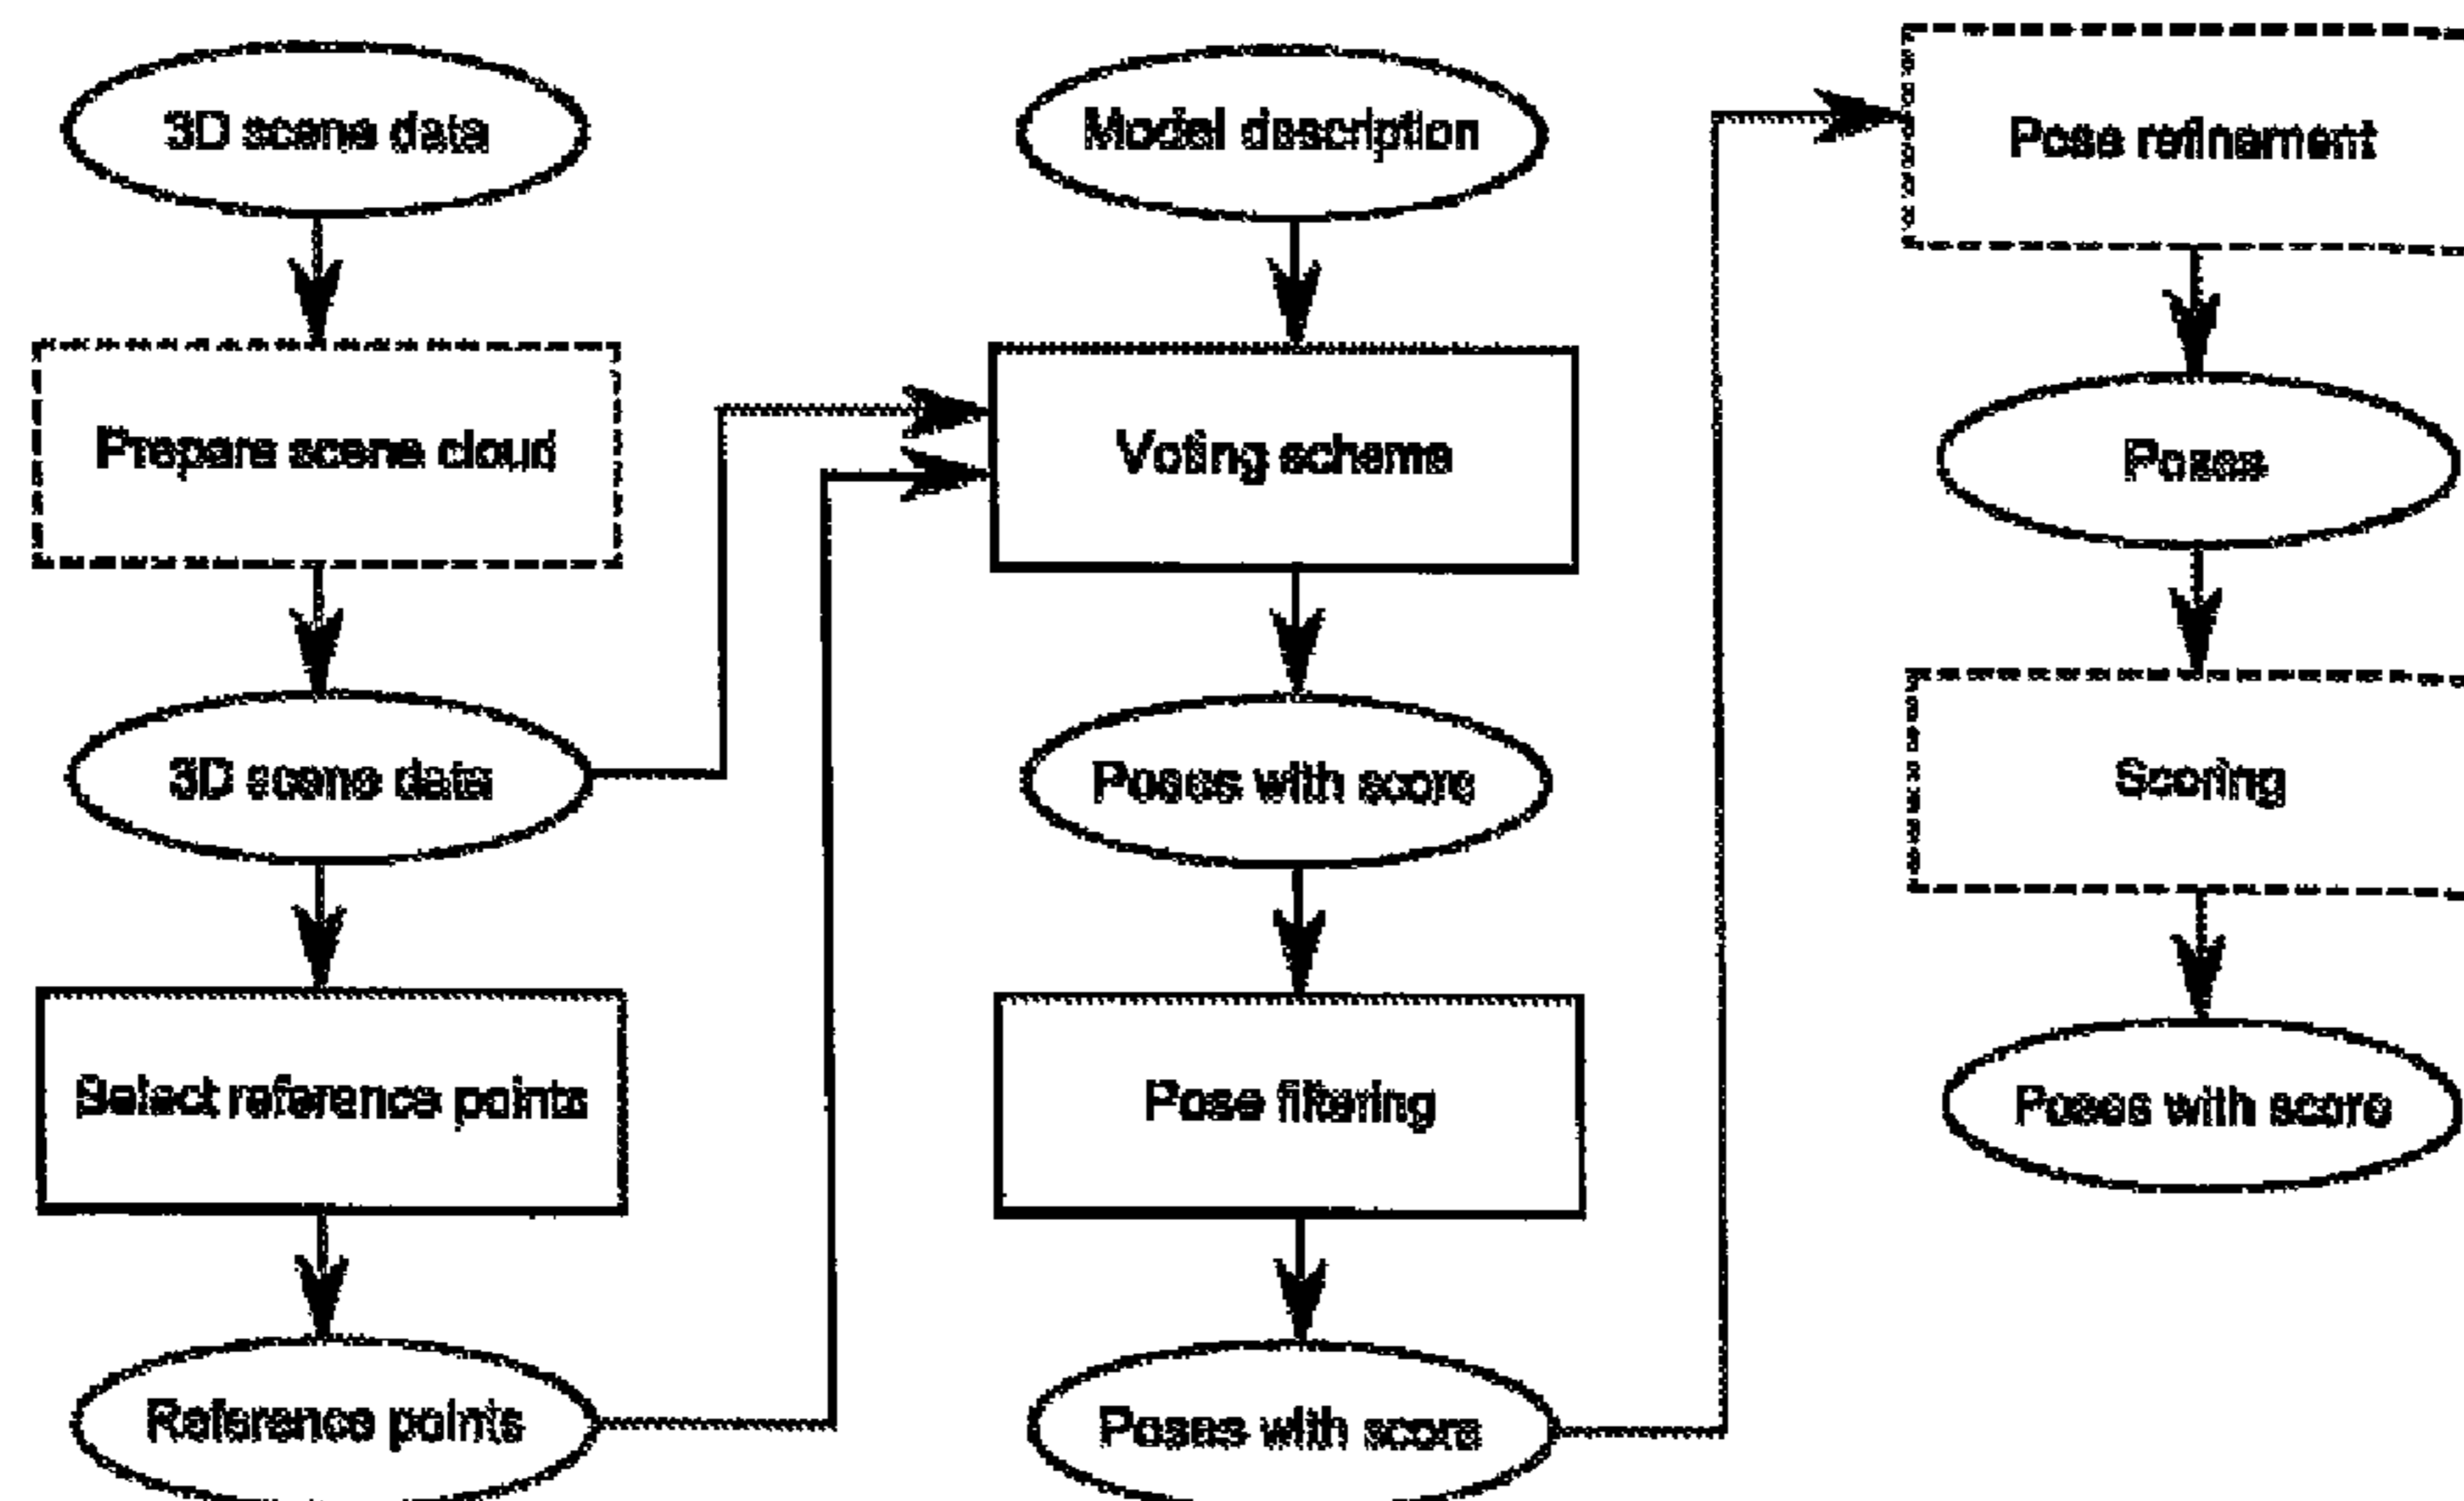 3D scene data
Prepare scene cloud
3D scene data
Select reference points
Reference points
Model description
Voting scheme
Poses with score
Pose filtering
Poses with score
Pose refinement
Poses
Scoring
Poses with score